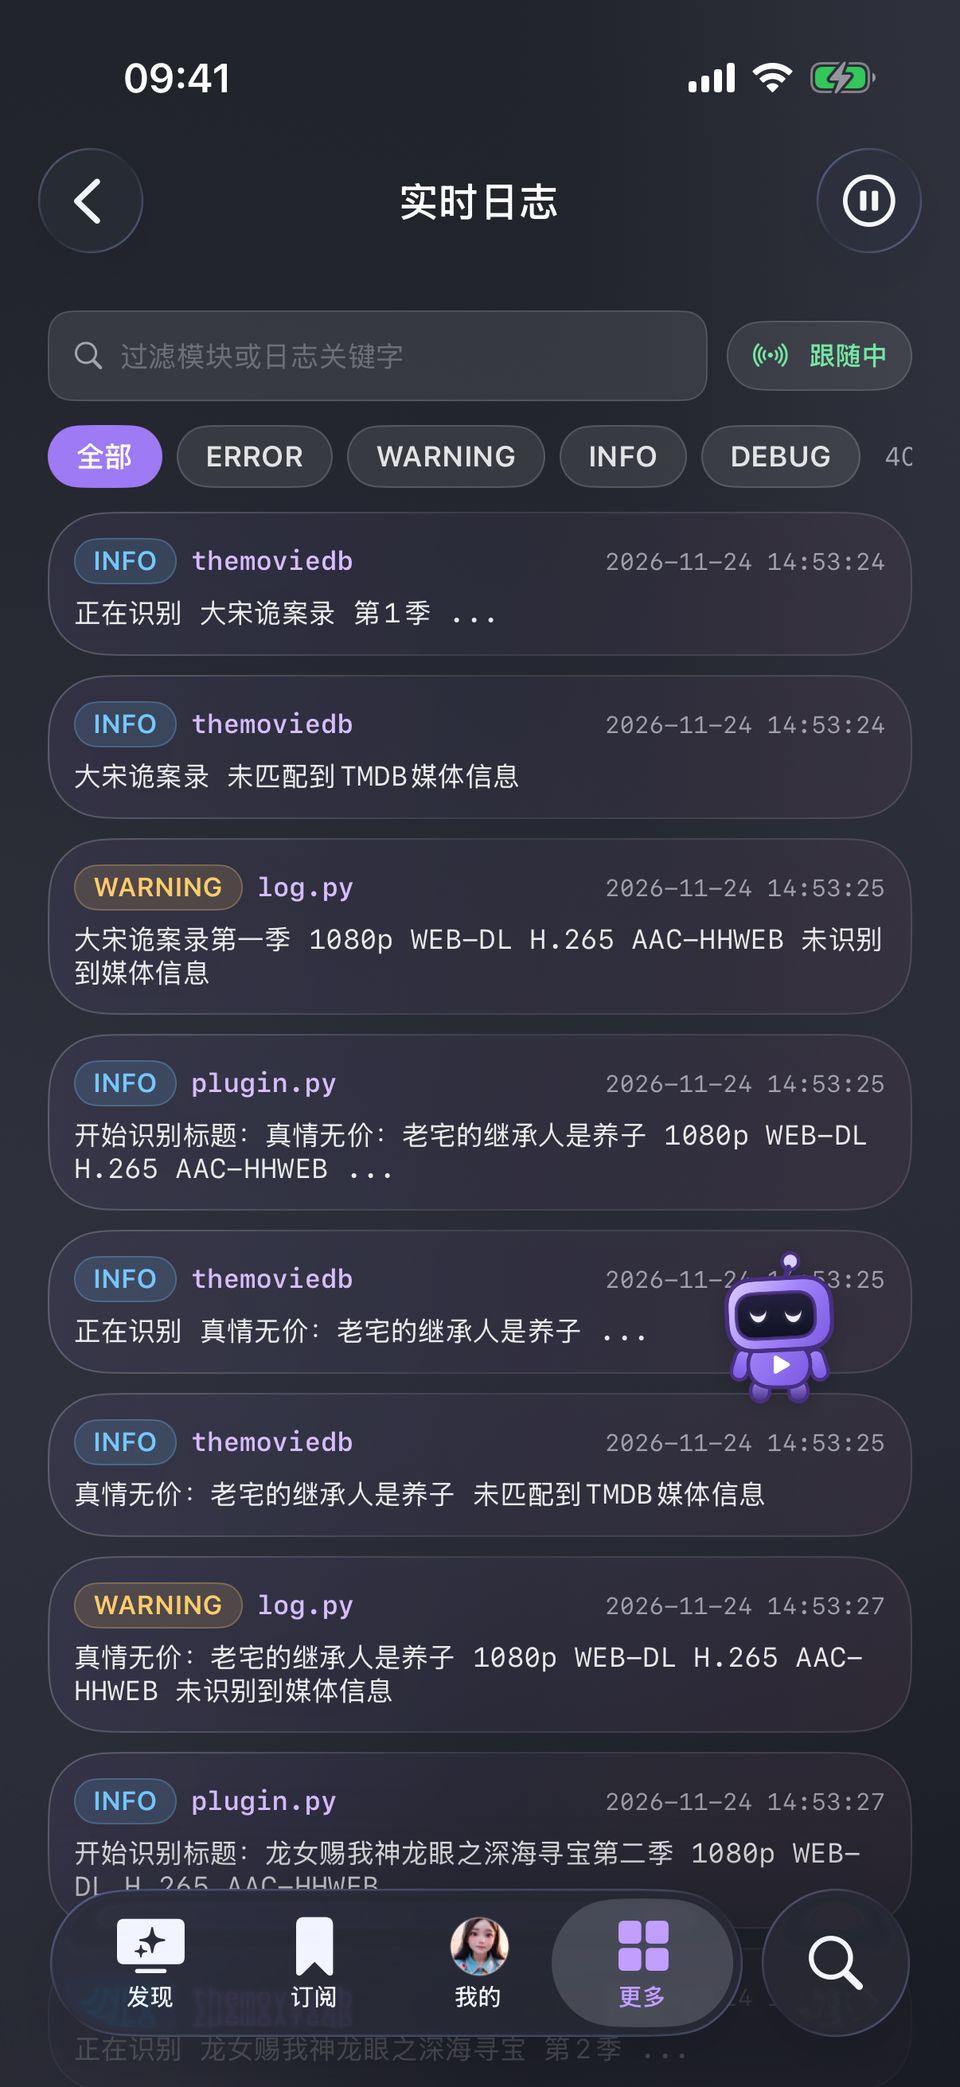 09:41
实时日志
过滤模块或日志关键字
跟随中
全部 ERROR WARNING INFO DEBUG 40
INFO themoviedb 2026-11-24 14:53:24
正在识别 大宋诡案录 第1季 ...
INFO themoviedb 2026-11-24 14:53:24
大宋诡案录 未匹配到TMDB媒体信息
WARNING log.py 2026-11-24 14:53:25
大宋诡案录第一季 1080p WEB-DL H.265 AAC-HHWEB 未识别
到媒体信息
INFO plugin.py 2026-11-24 14:53:25
开始识别标题：真情无价：老宅的继承人是养子 1080p WEB-DL
H.265 AAC-HHWEB ...
INFO themoviedb 2026-11-24 :53:25
正在识别 真情无价：老宅的继承人是养子 ...
INFO themoviedb 2026-11-24 14:53:25
真情无价：老宅的继承人是养子 未匹配到TMDB媒体信息
WARNING log.py 2026-11-24 14:53:27
真情无价：老宅的继承人是养子 1080p WEB-DL H.265 AAC-
HHWEB 未识别到媒体信息
INFO plugin.py 2026-11-24 14:53:27
开始识别标题：龙女赐我神龙眼之深海寻宝第二季 1080p WEB-
DL H.265 AAC-HHWEB
发现 订阅 我的 更多
正在识别 龙女赐我神龙眼之深海寻宝 第2季 ...